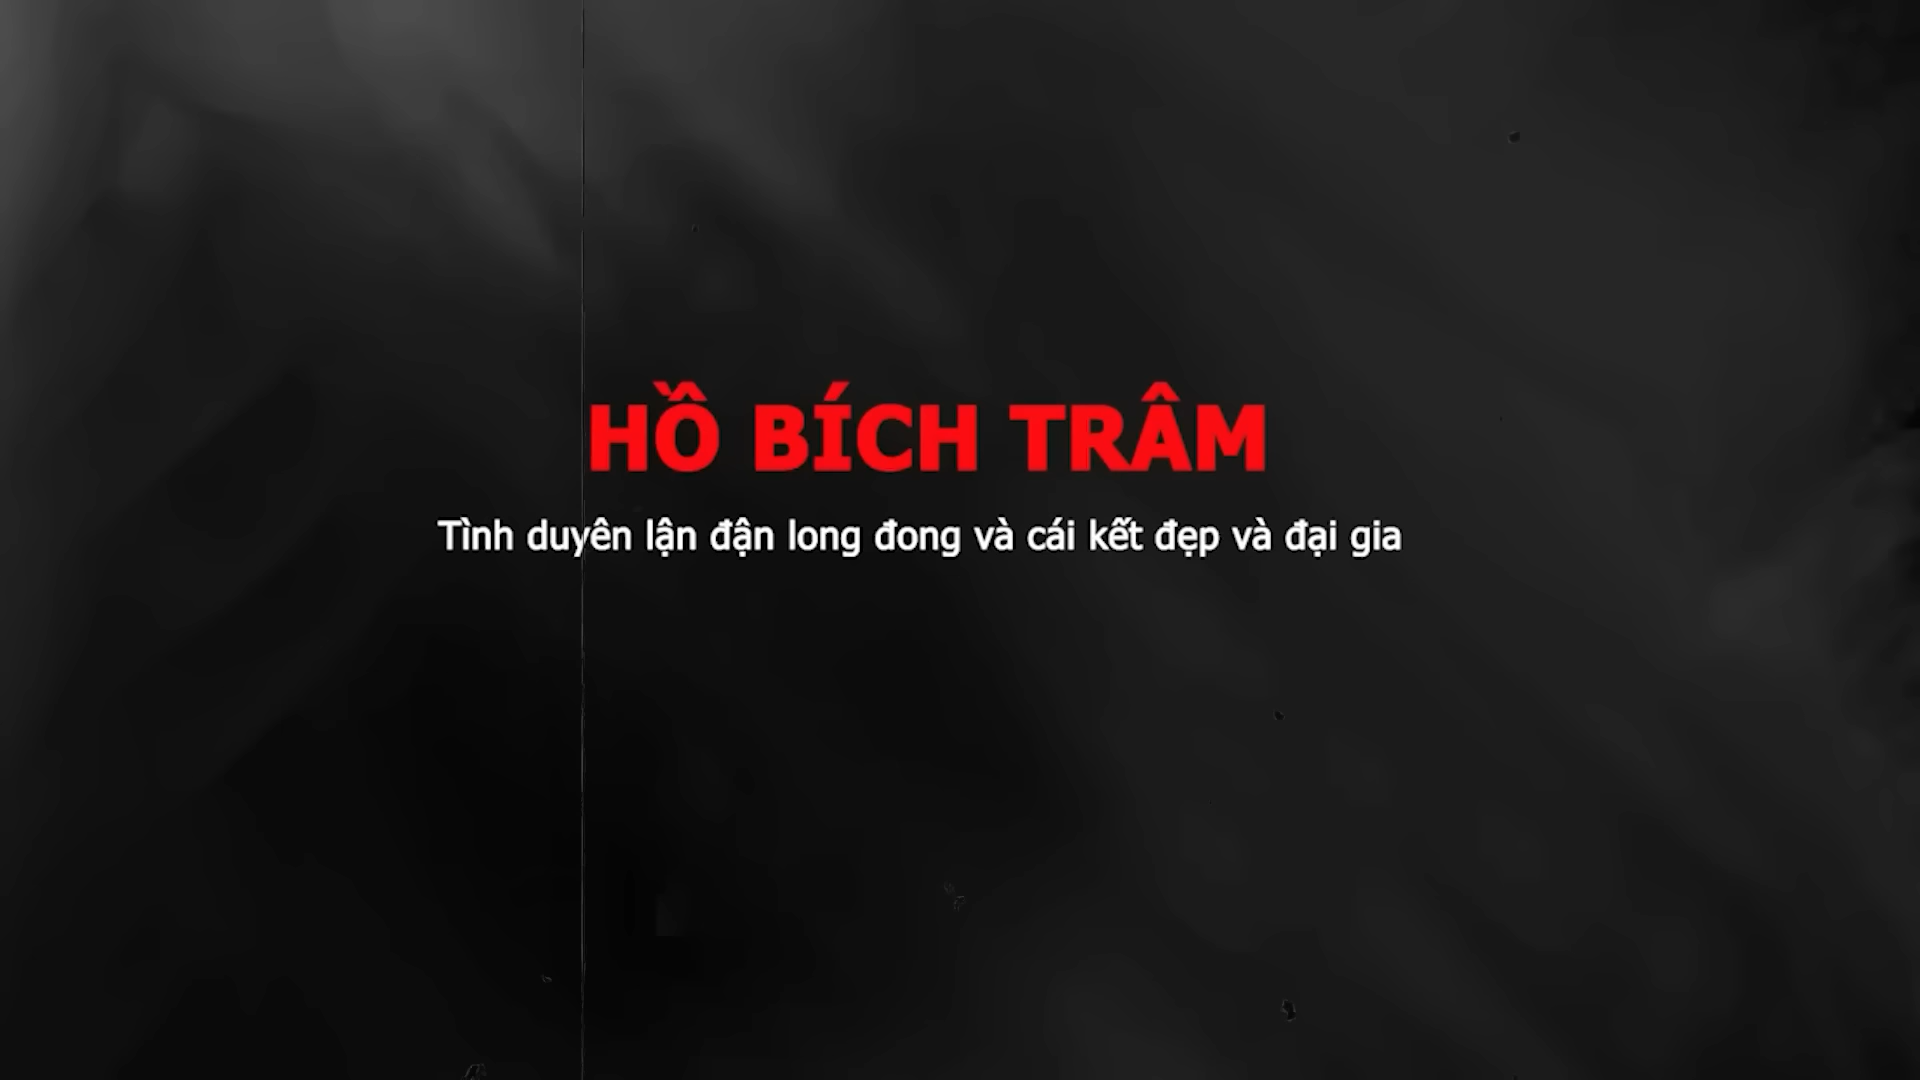 HỒ BÍCH TRÂM
Tình duyên lận đận long đong và cái kết đẹp và đại gia